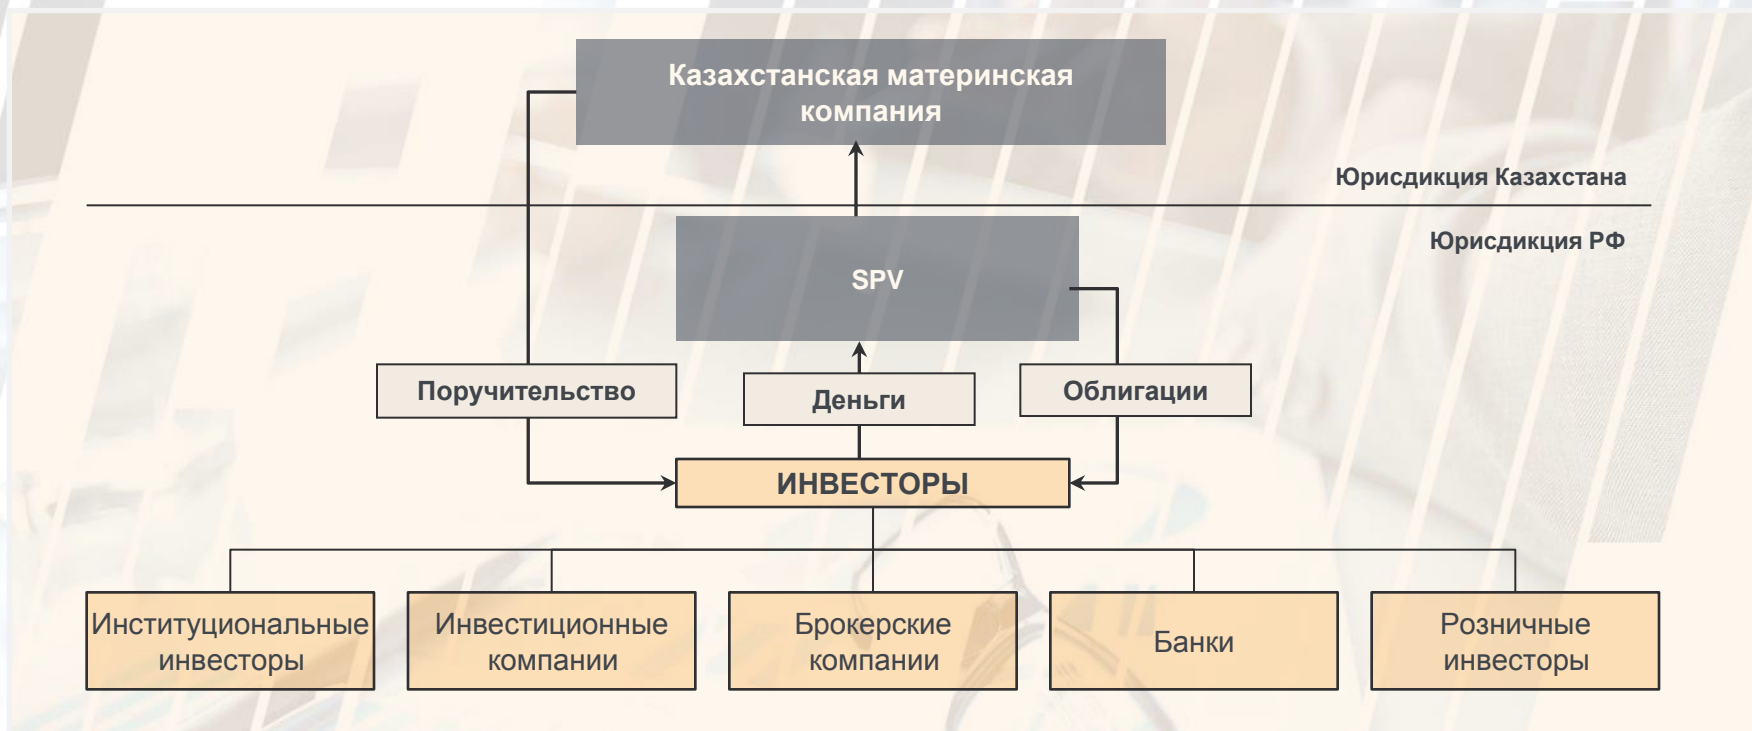 Казахстанская материнская
компания
Юрисдикция Казахстана
Юрисдикция РФ
SPV
Поручительство
Деньги
Облигации
ИНВЕСТОРЫ
Институциональные
инвесторы
Инвестиционные
компании
Брокерские
компании
Банки
Розничные
инвесторы